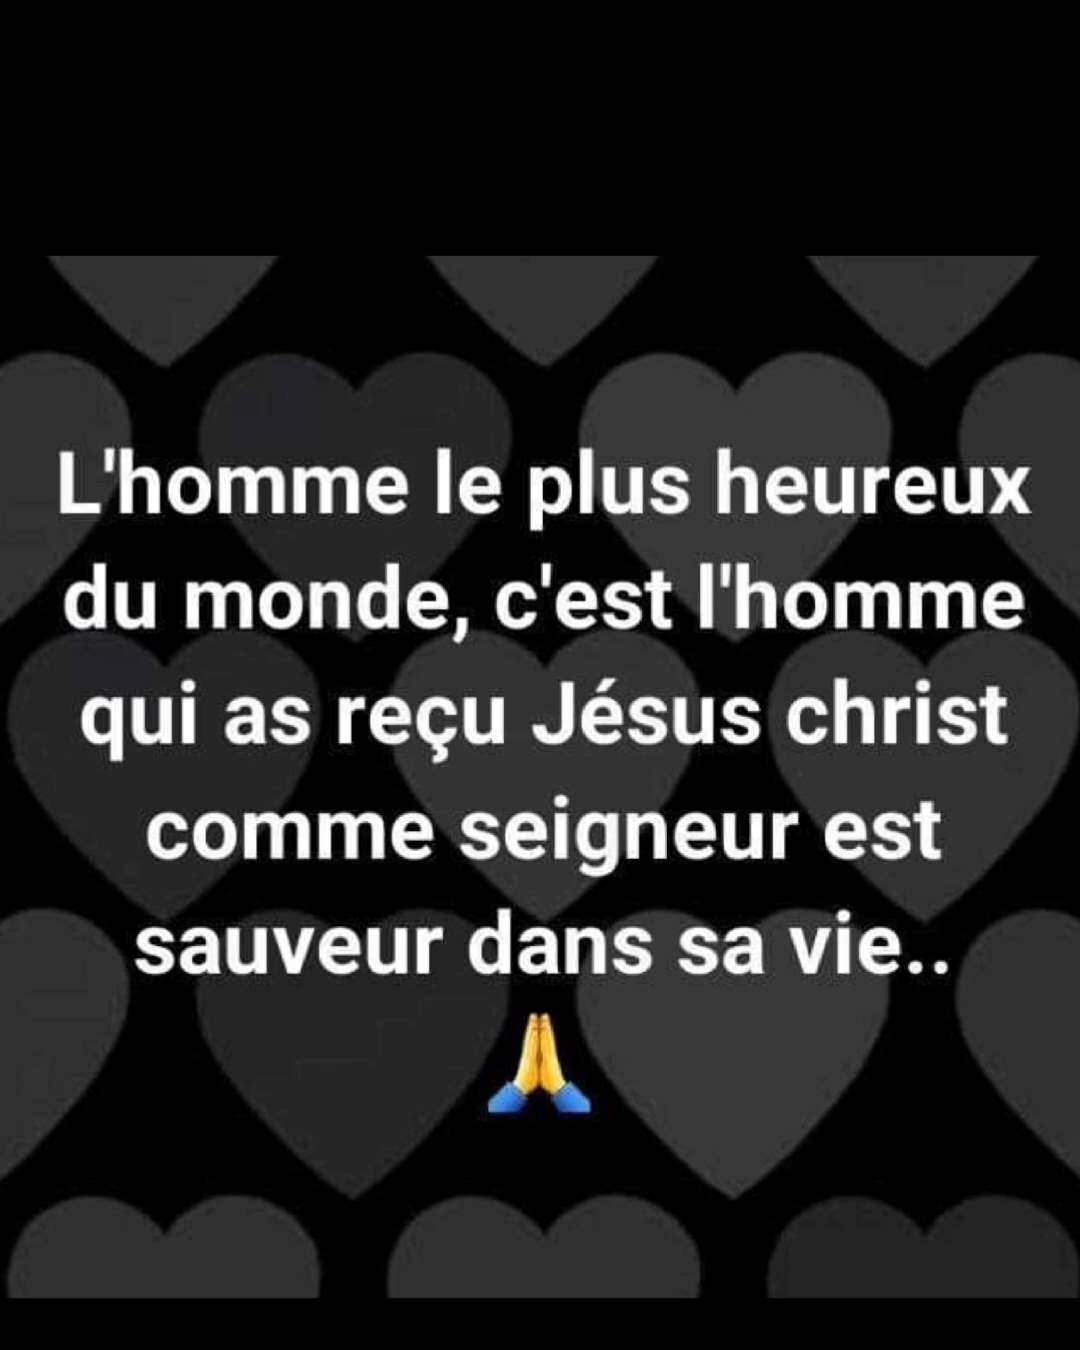 L'homme le plus heureux
du monde, c'est l'homme
qui as reçu Jésus christ
comme seigneur est
sauveur dans sa vie..
🙏